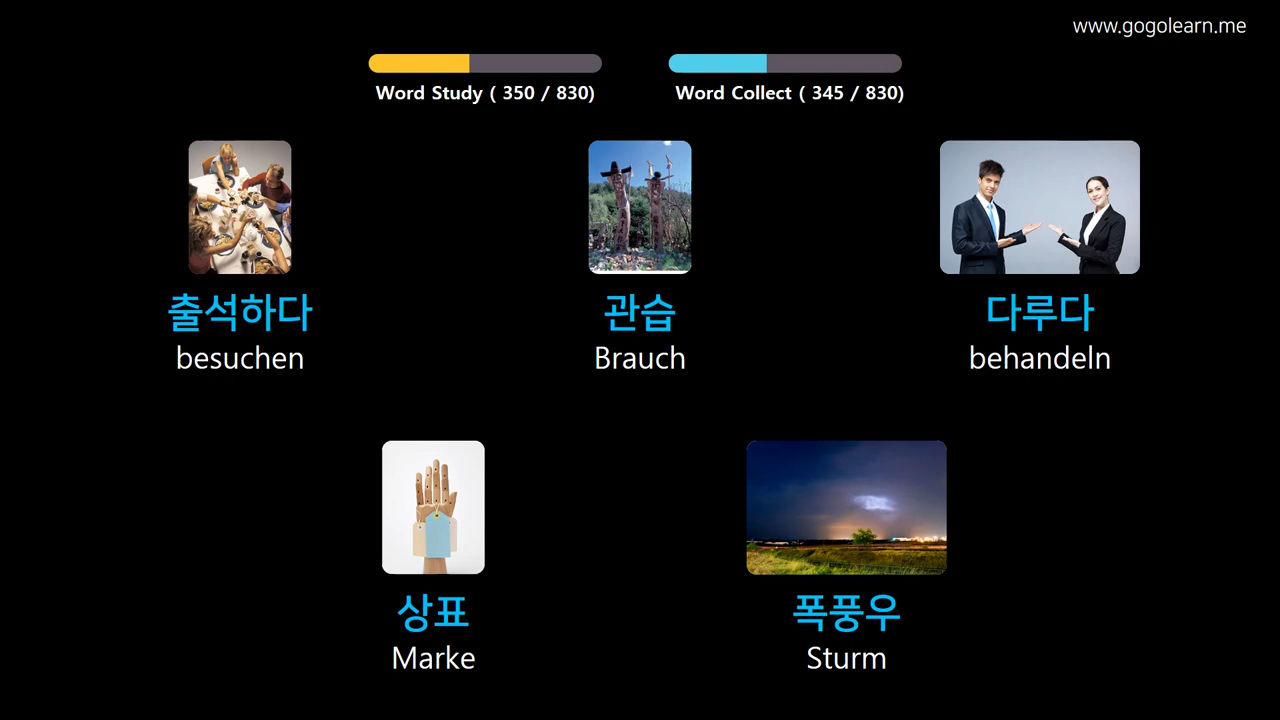 www.gogolearn.me
Word Study ( 350 / 830)
Word Collect ( 345 / 830)
출석하다
besuchen
관습
Brauch
다루다
behandeln
상표
Marke
폭풍우
Sturm